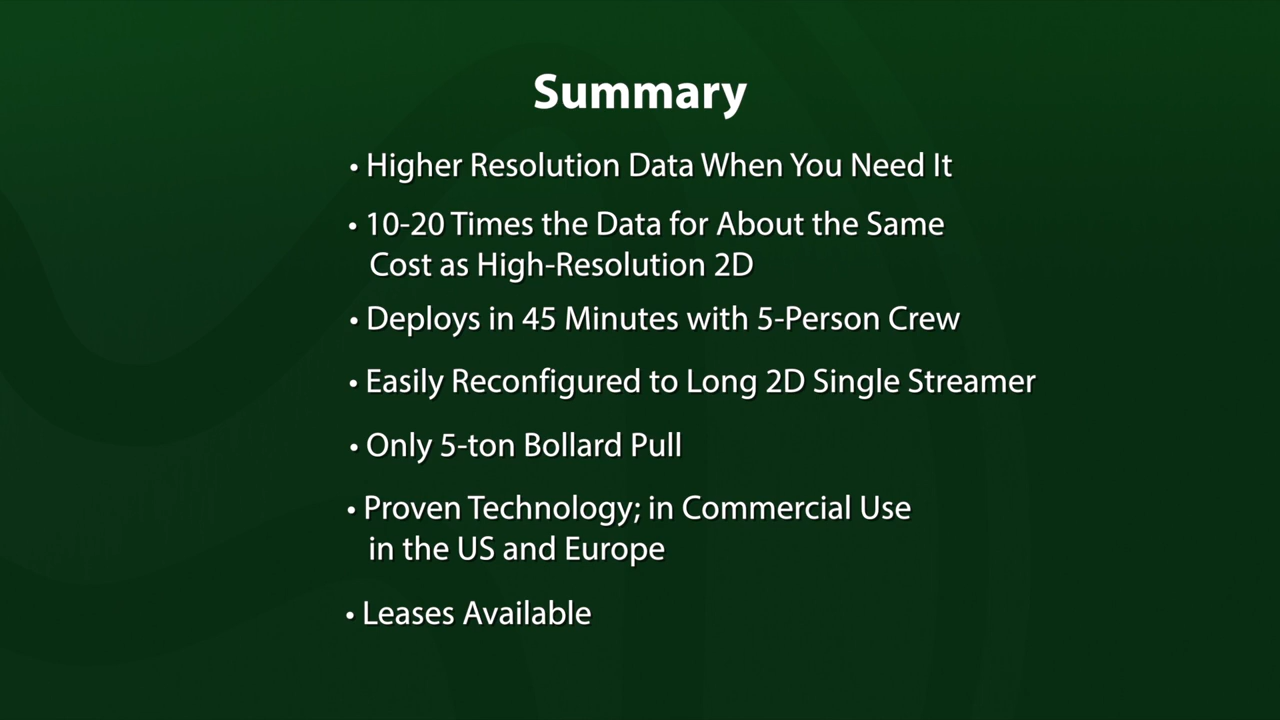 Summary
• Higher Resolution Data When You Need It
• 10-20 Times the Data for About the Same
Cost as High-Resolution 2D
• Deploys in 45 Minutes with 5-Person Crew
• Easily Reconfigured to Long 2D Single Streamer
• Only 5-ton Bollard Pull
• Proven Technology; in Commercial Use
in the US and Europe
• Leases Available